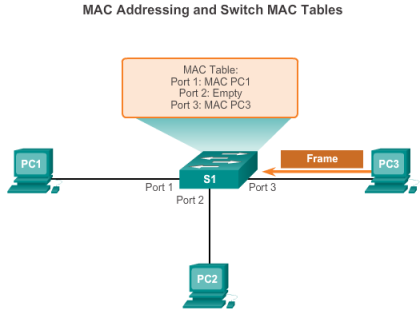 MAC Addressing and Switch MAC Tables
MAC Table:
Port 1: MAC PC1
Port 2: Empty
Port 3: MAC PC3
PC1
Frame
PC3
S1
Port 1
Port 3
Port 2
PC2